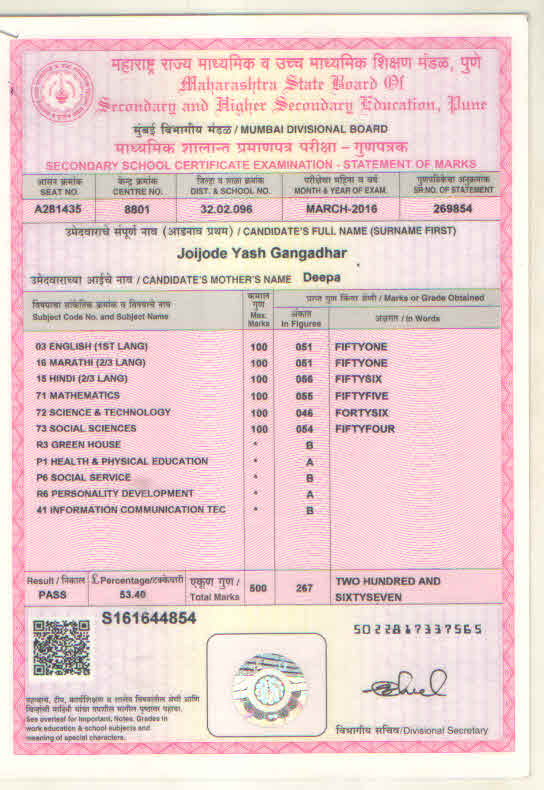 महाराष्ट्र राज्य माध्यमिक व उच्च माध्यमिक शिक्षण मंडळ, पुणे
Maharashtra State Board Of
Secondary and Higher Secondary Education, Pune
मुंबई विभागीय मंडळ / MUMBAI DIVISIONAL BOARD
माध्यमिक शालान्त प्रमाणपत्र परीक्षा – गुणपत्रक
SECONDARY SCHOOL CERTIFICATE EXAMINATION - STATEMENT OF MARKS
आसन क्रमांक केन्द्र क्रमांक जिल्हा व शाळा क्रमांक परीक्षेचा महिना व वर्ष गुणपत्रिकेचा अनुक्रमांक
SEAT NO. CENTRE NO. DIST. & SCHOOL NO. MONTH & YEAR OF EXAM. SR.NO. OF STATEMENT
A281435 8801 32.02.096 MARCH-2016 269854
उमेदवाराचे संपूर्ण नाव (आडनाव प्रथम) / CANDIDATE'S FULL NAME (SURNAME FIRST)
Joijode Yash Gangadhar
उमेदवाराच्या आईचे नाव / CANDIDATE'S MOTHER'S NAME Deepa
विषयाचा सांकेतिक क्रमांक व विषयाचे नाव
Subject Code No. and Subject Name
कमाल
गुण
Max.
Marks
प्राप्त गुण किंवा श्रेणी / Marks or Grade Obtained
अंकात
In Figures
अक्षरात / In Words
03 ENGLISH (1ST LANG) 100 051 FIFTYONE
16 MARATHI (2/3 LANG) 100 051 FIFTYONE
15 HINDI (2/3 LANG) 100 056 FIFTYSIX
71 MATHEMATICS 100 055 FIFTYFIVE
72 SCIENCE & TECHNOLOGY 100 046 FORTYSIX
73 SOCIAL SCIENCES 100 054 FIFTYFOUR
R3 GREEN HOUSE * B
P1 HEALTH & PHYSICAL EDUCATION * A
P6 SOCIAL SERVICE * B
R6 PERSONALITY DEVELOPMENT * A
41 INFORMATION COMMUNICATION TEC * B
Result / निकाल £ Percentage/टक्केवारी एकूण गुण / 500 267 TWO HUNDRED AND
PASS 53.40 Total Marks SIXTYSEVEN
S161644854
5022817337565
See overleaf for Important, Notes, Grades in
work education & school subjects and
meaning of special characters.
विभागीय सचिव/Divisional Secretary